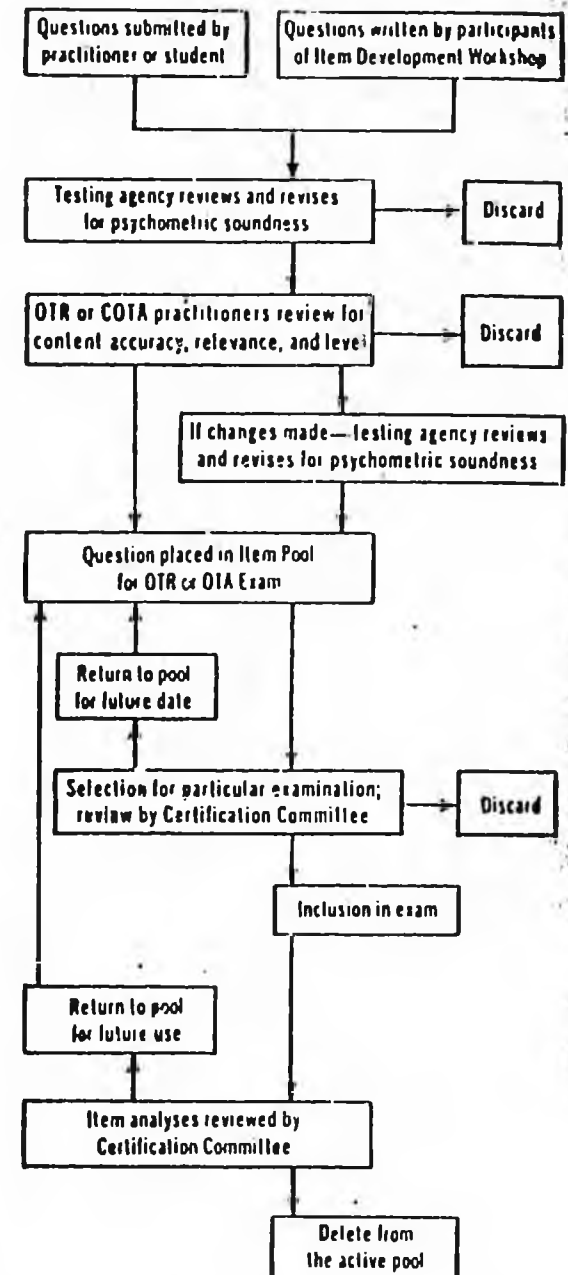 Questions submitted by
practitioner or student
Questions written by participants
of Item Development Workshop
Testing agency reviews and revises
for psychometric soundness
Discard
OTR or COTA practitioners review for
content accuracy, relevance, and level
Discard
If changes made—testing agency reviews
and revises for psychometric soundness
Question placed in Item Pool
for OTR or OTA Exam
Return to pool
for future date
Selection for particular examination;
review by Certification Committee
Discard
Inclusion in exam
Return to pool
for future use
Item analyses reviewed by
Certification Committee
Delete from
the active pool